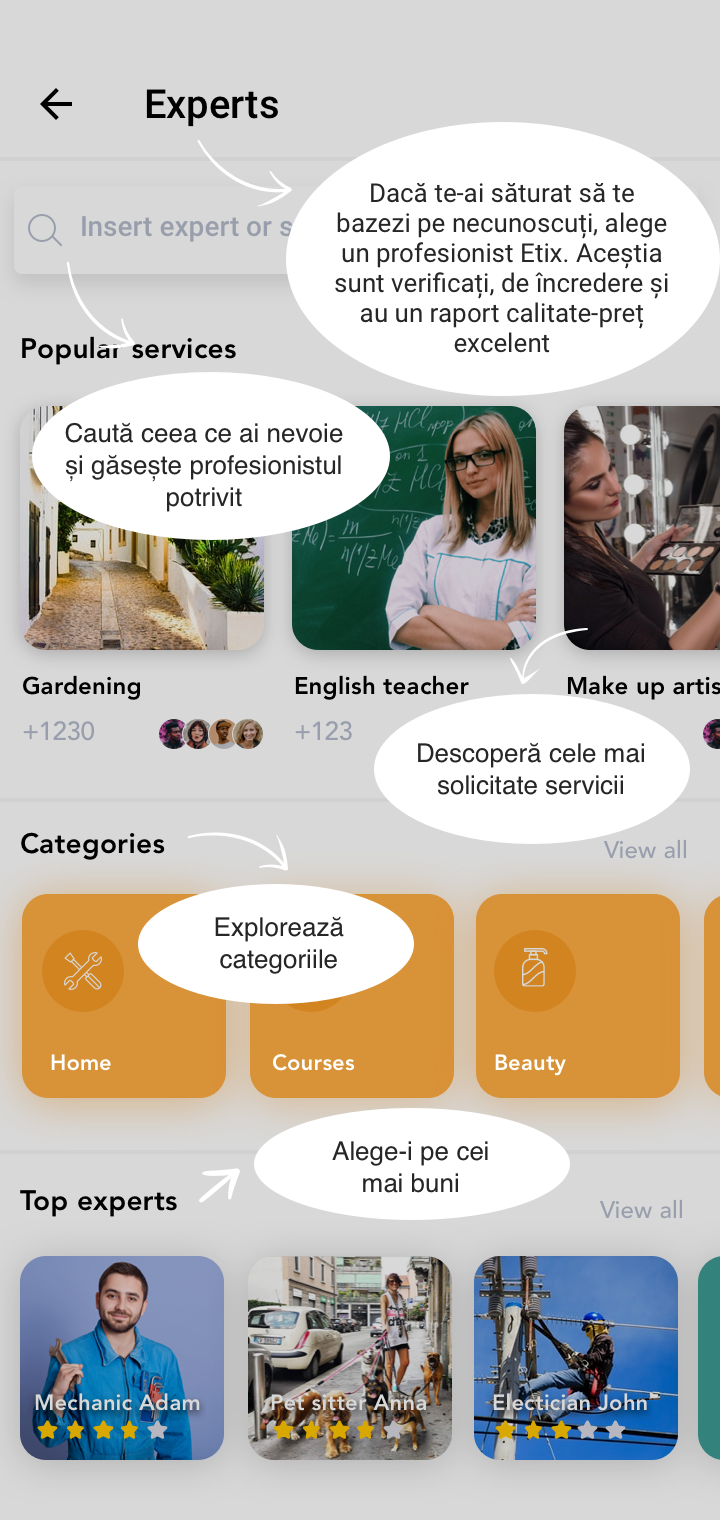 Experts
Dacă te-ai săturat să te
bazezi pe necunoscuți, alege
un profesionist Etix. Aceștia
sunt verificați, de încredere și
au un raport calitate-preț
excelent
Insert expert or s
Popular services
Caută ceea ce ai nevoie
și găsește profesionistul
potrivit
Gardening
English teacher
Make up artis
+1230
+123
Descoperă cele mai
solicitate servicii
Categories
View all
Explorează
categoriile
Home
Courses
Beauty
Alege-i pe cei
mai buni
Top experts
View all
Mechanic Adam
Pet sitter Anna
Electician John